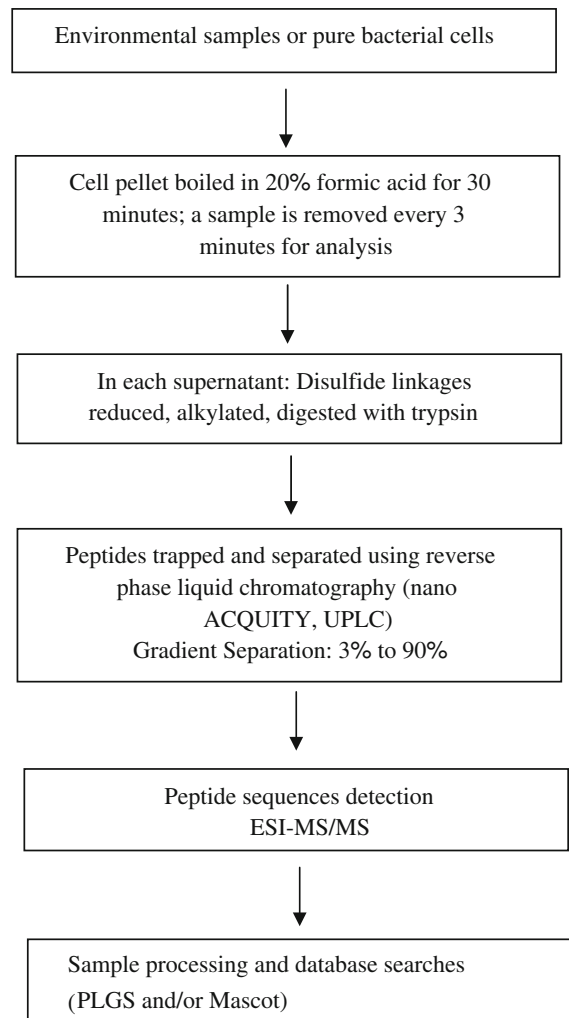 Environmental samples or pure bacterial cells
Cell pellet boiled in 20% formic acid for 30
minutes; a sample is removed every 3
minutes for analysis
In each supernatant: Disulfide linkages
reduced, alkylated, digested with trypsin
Peptides trapped and separated using reverse
phase liquid chromatography (nano
ACQUITY, UPLC)
Gradient Separation: 3% to 90%
Peptide sequences detection
ESI-MS/MS
Sample processing and database searches
(PLGS and/or Mascot)